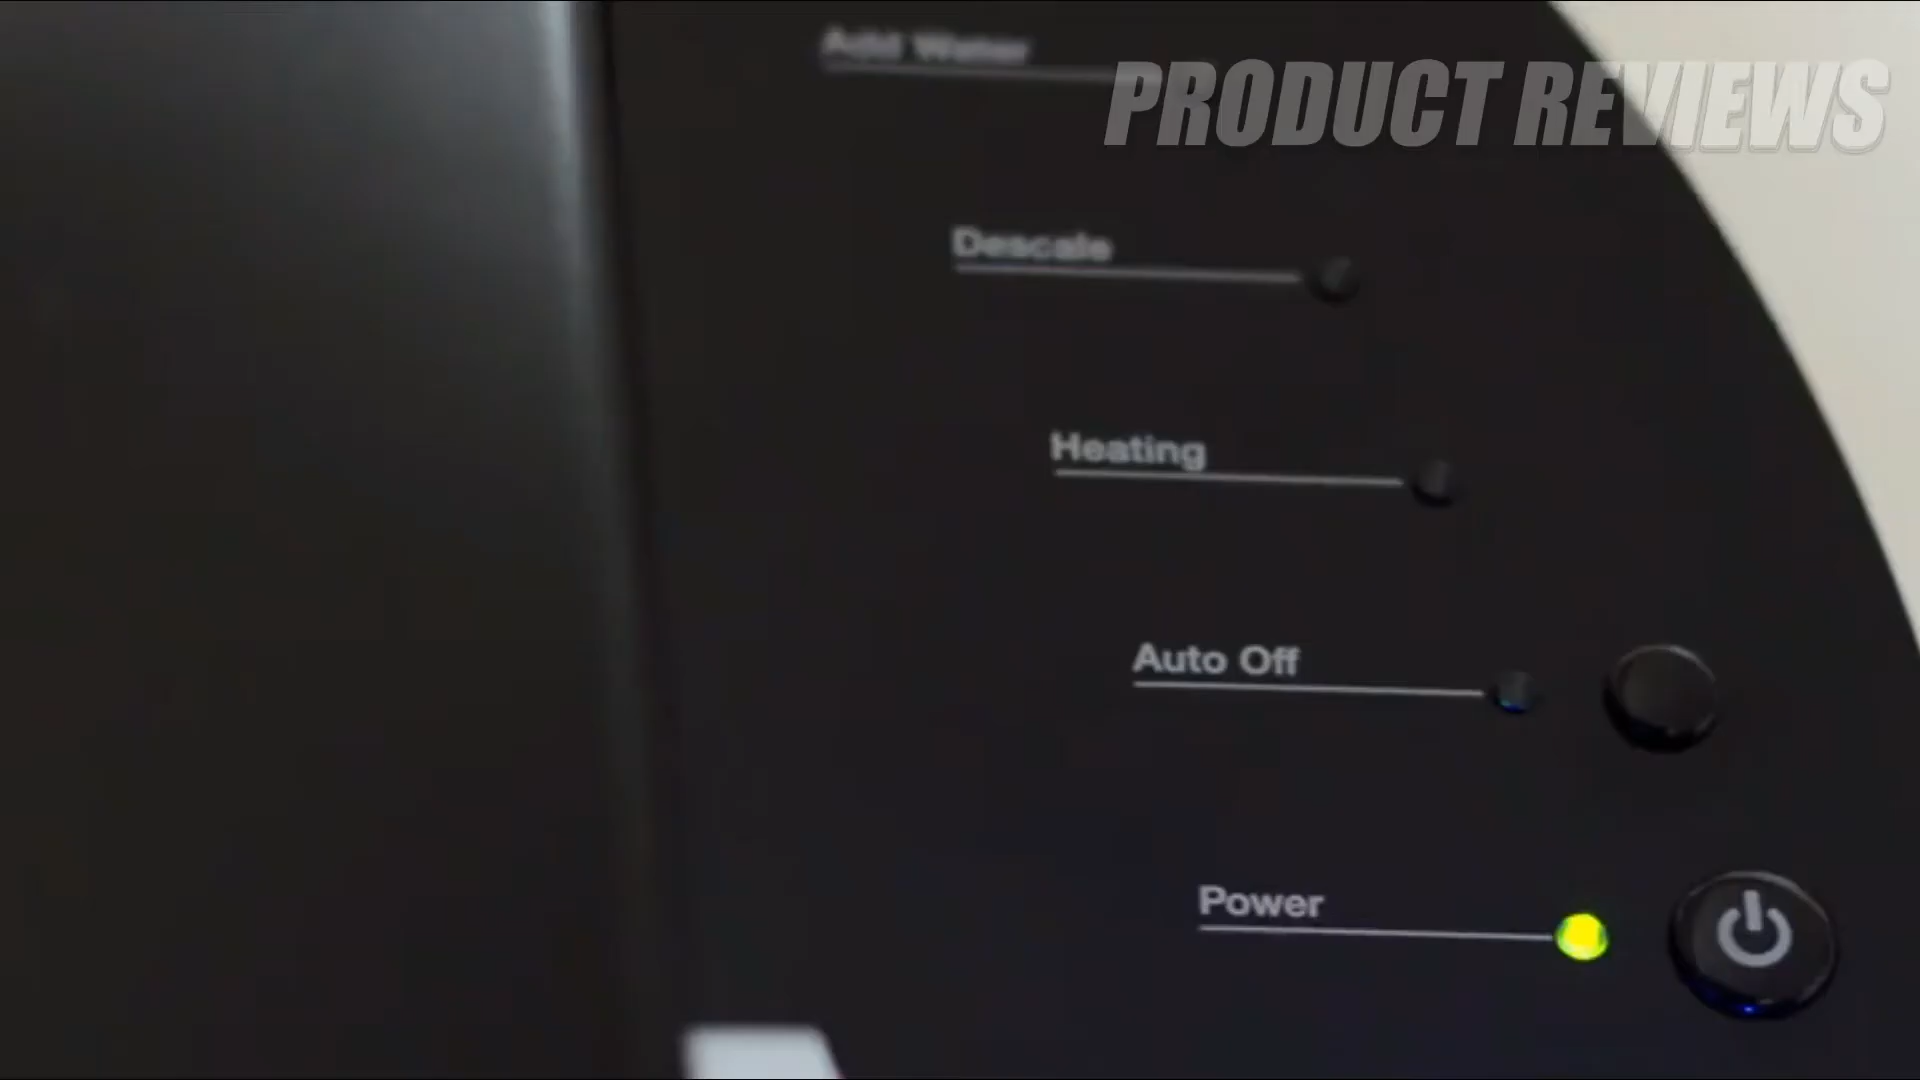 Add Water
PRODUCT REVIEWS
Descale
Heating
Auto Off
Power